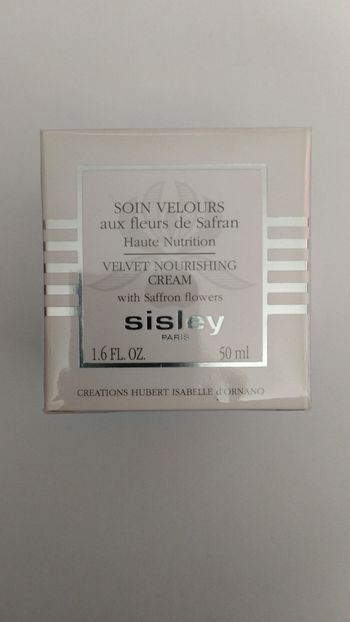 SOIN VELOURS
aux fleurs de Safran
Haute Nutrition
VELVET NOURISHING
CREAM
with Saffron flowers
sisley
PARIS
1.6 FL. OZ. 50 ml
CREATIONS HUBERT ISABELLE d'ORNANO